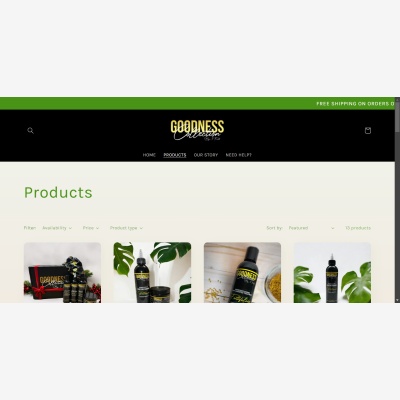 FREE SHIPPING ON ORDERS O
GOODNESS
Collection
HOME PRODUCTS OUR STORY NEED HELP?
Products
Filter: Availability Price Product type Sort by: Featured
products
GOODNESS